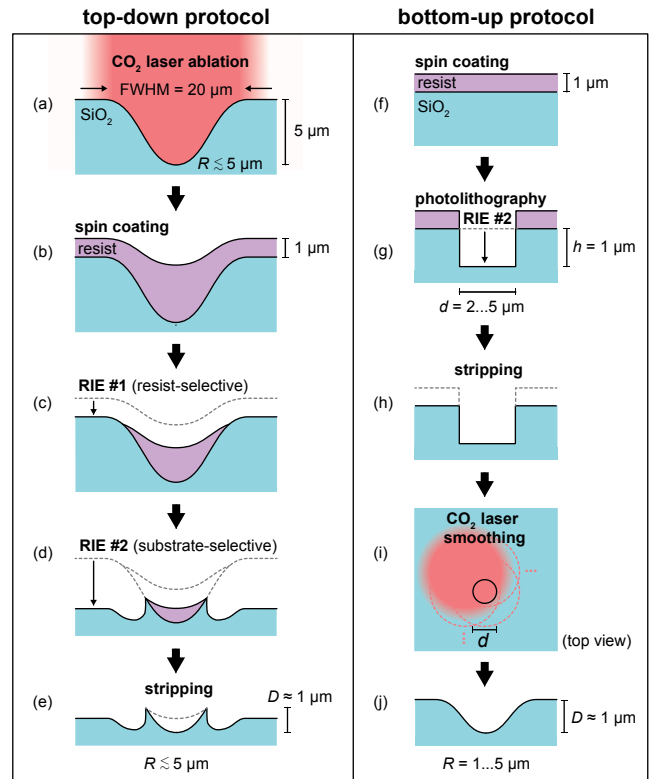 top-down protocol
CO₂ laser ablation
FWHM = 20 µm
(a)
SiO₂
5 µm
R ≲ 5 µm
spin coating
resist
(b)
1 µm
RIE #1 (resist-selective)
(c)
RIE #2 (substrate-selective)
(d)
stripping
D ≈ 1 µm
(e)
R ≲ 5 µm
bottom-up protocol
spin coating
resist
1 µm
(f)
SiO₂
photolithography
RIE #2
(g)
h = 1 µm
d = 2...5 µm
stripping
(h)
CO₂ laser
smoothing
(i)
d
(top view)
(j)
D ≈ 1 µm
R = 1...5 µm